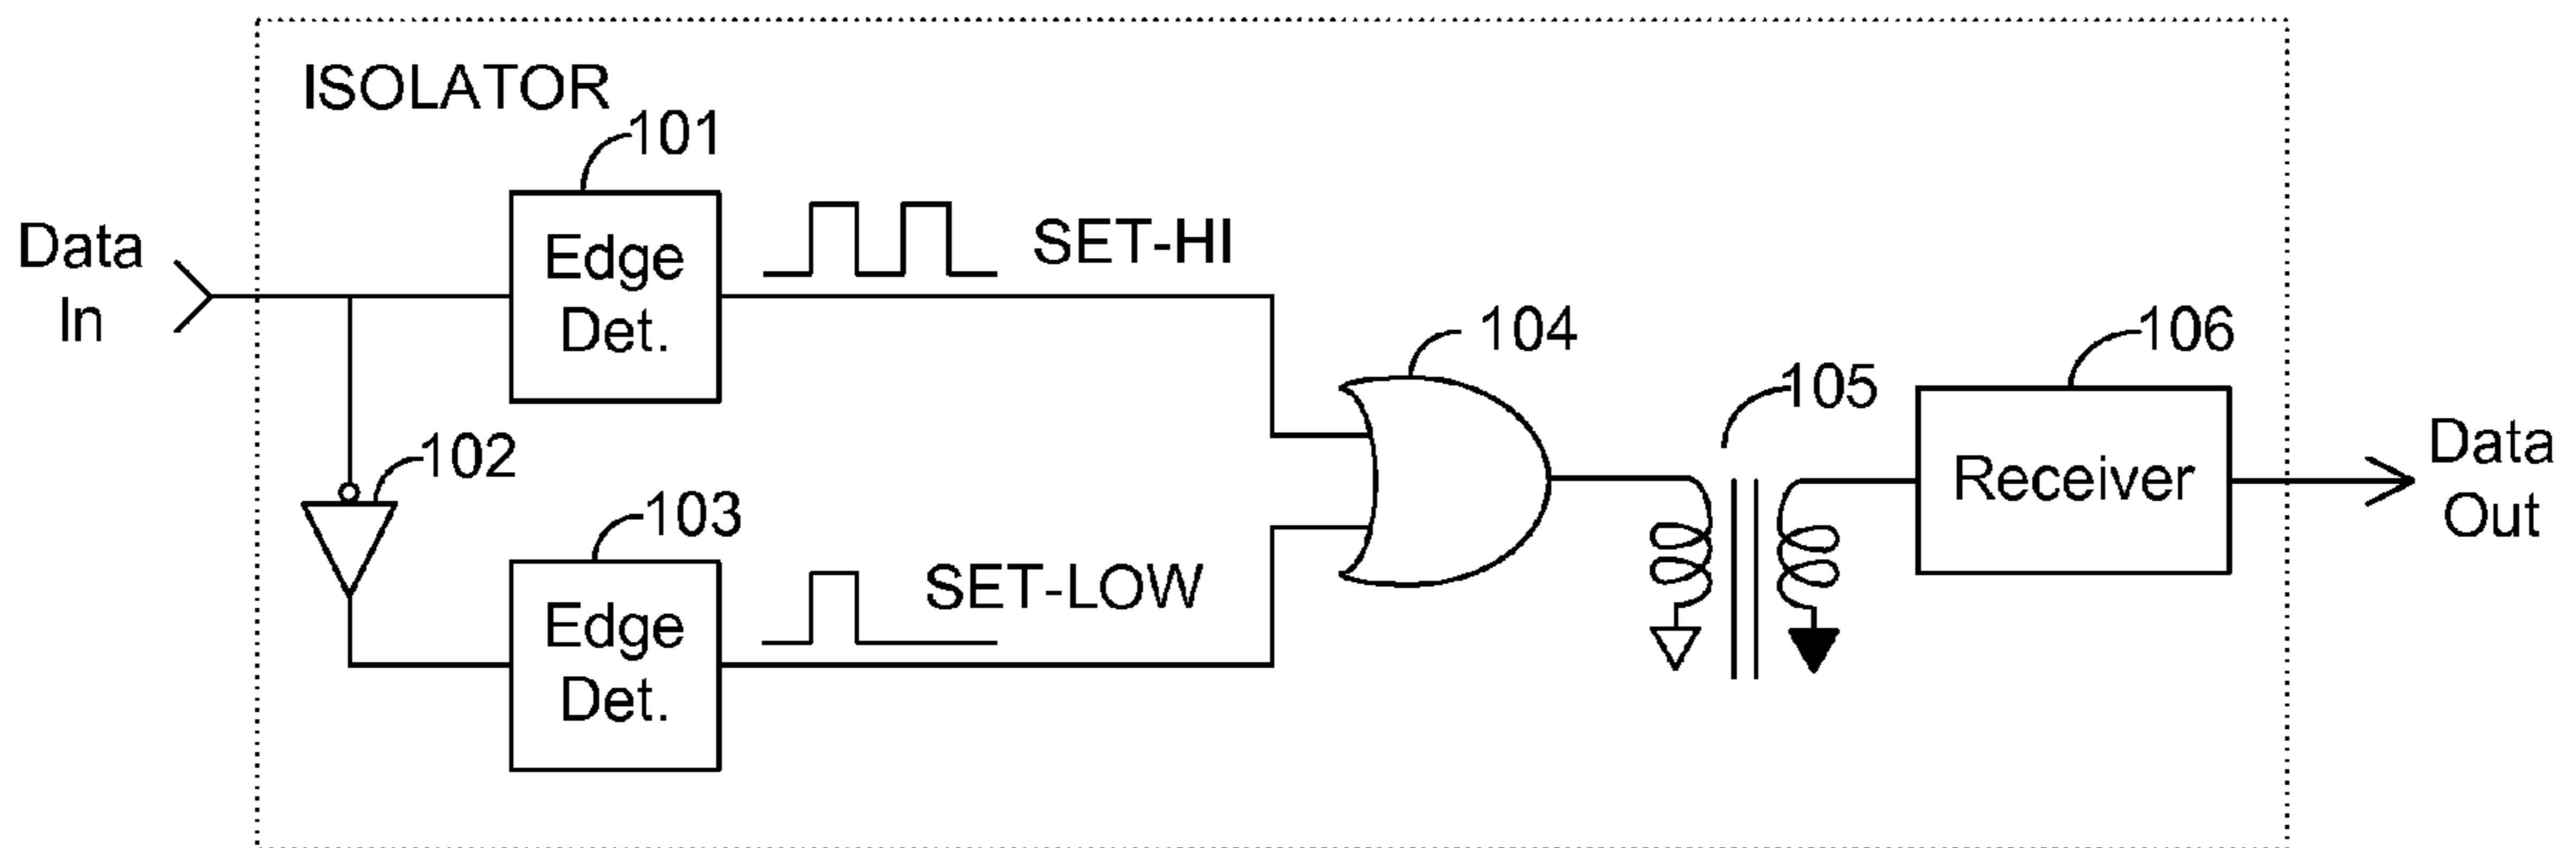 ISOLATOR
101
Data
In
Edge
Det.
SET-HI
102
103
Edge
Det.
SET-LOW
104
105
106
Receiver
Data
Out